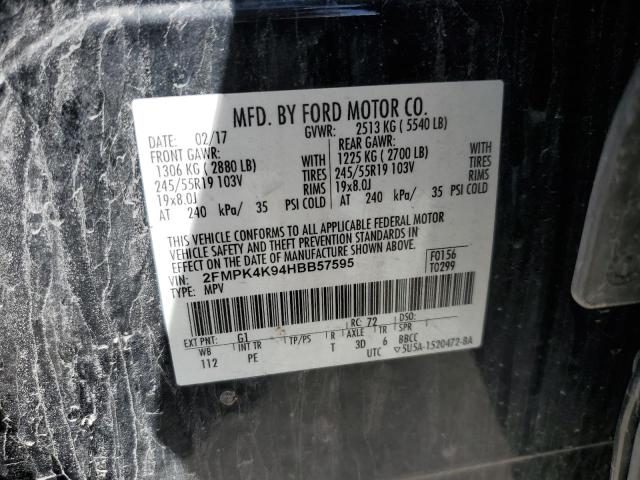 MFD. BY FORD MOTOR CO.
DATE: 02/17 GVWR: 2513 KG ( 5540 LB)
FRONT GAWR: REAR GAWR:
1306 KG ( 2880 LB) WITH 1225 KG ( 2700 LB) WITH
245/55R19 103V TIRES 245/55R19 103V TIRES
19x8.0J RIMS 19x8.0J RIMS
AT 240 kPa/ 35 PSI COLD AT 240 kPa/ 35 PSI COLD
THIS VEHICLE CONFORMS TO ALL APPLICABLE FEDERAL MOTOR
VEHICLE SAFETY AND THEFT PREVENTION STANDARDS IN
EFFECT ON THE DATE OF MANUFACTURE SHOWN ABOVE.
VIN: 2FMPK4K94HBB57595 F0156
TYPE: MPV T0299
EXT PNT: G1 RC: 72 DSO:
WB INT TR TP/PS R AXLE TR SPR
112 PE T 3D 6 BBCC
UTC ▽5U5A-1520472-BA